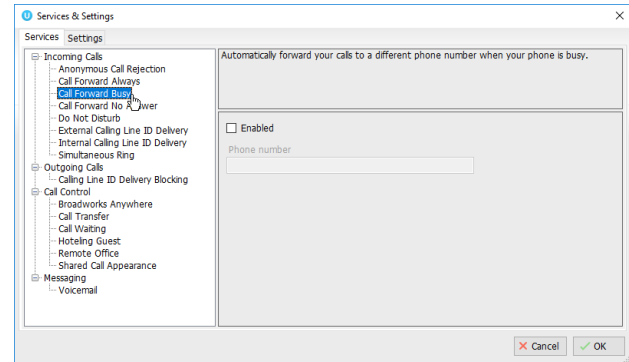 Services & Settings
Services Settings
Incoming Calls
Anonymous Call Rejection
Call Forward Always
Call Forward Busy
Call Forward No Answer
Do Not Disturb
External Calling Line ID Delivery
Internal Calling Line ID Delivery
Simultaneous Ring
Outgoing Calls
Calling Line ID Delivery Blocking
Call Control
Broadworks Anywhere
Call Transfer
Call Waiting
Hoteling Guest
Remote Office
Shared Call Appearance
Messaging
Voicemail
Automatically forward your calls to a different phone number when your phone is busy.
Enabled
Phone number
Cancel
OK